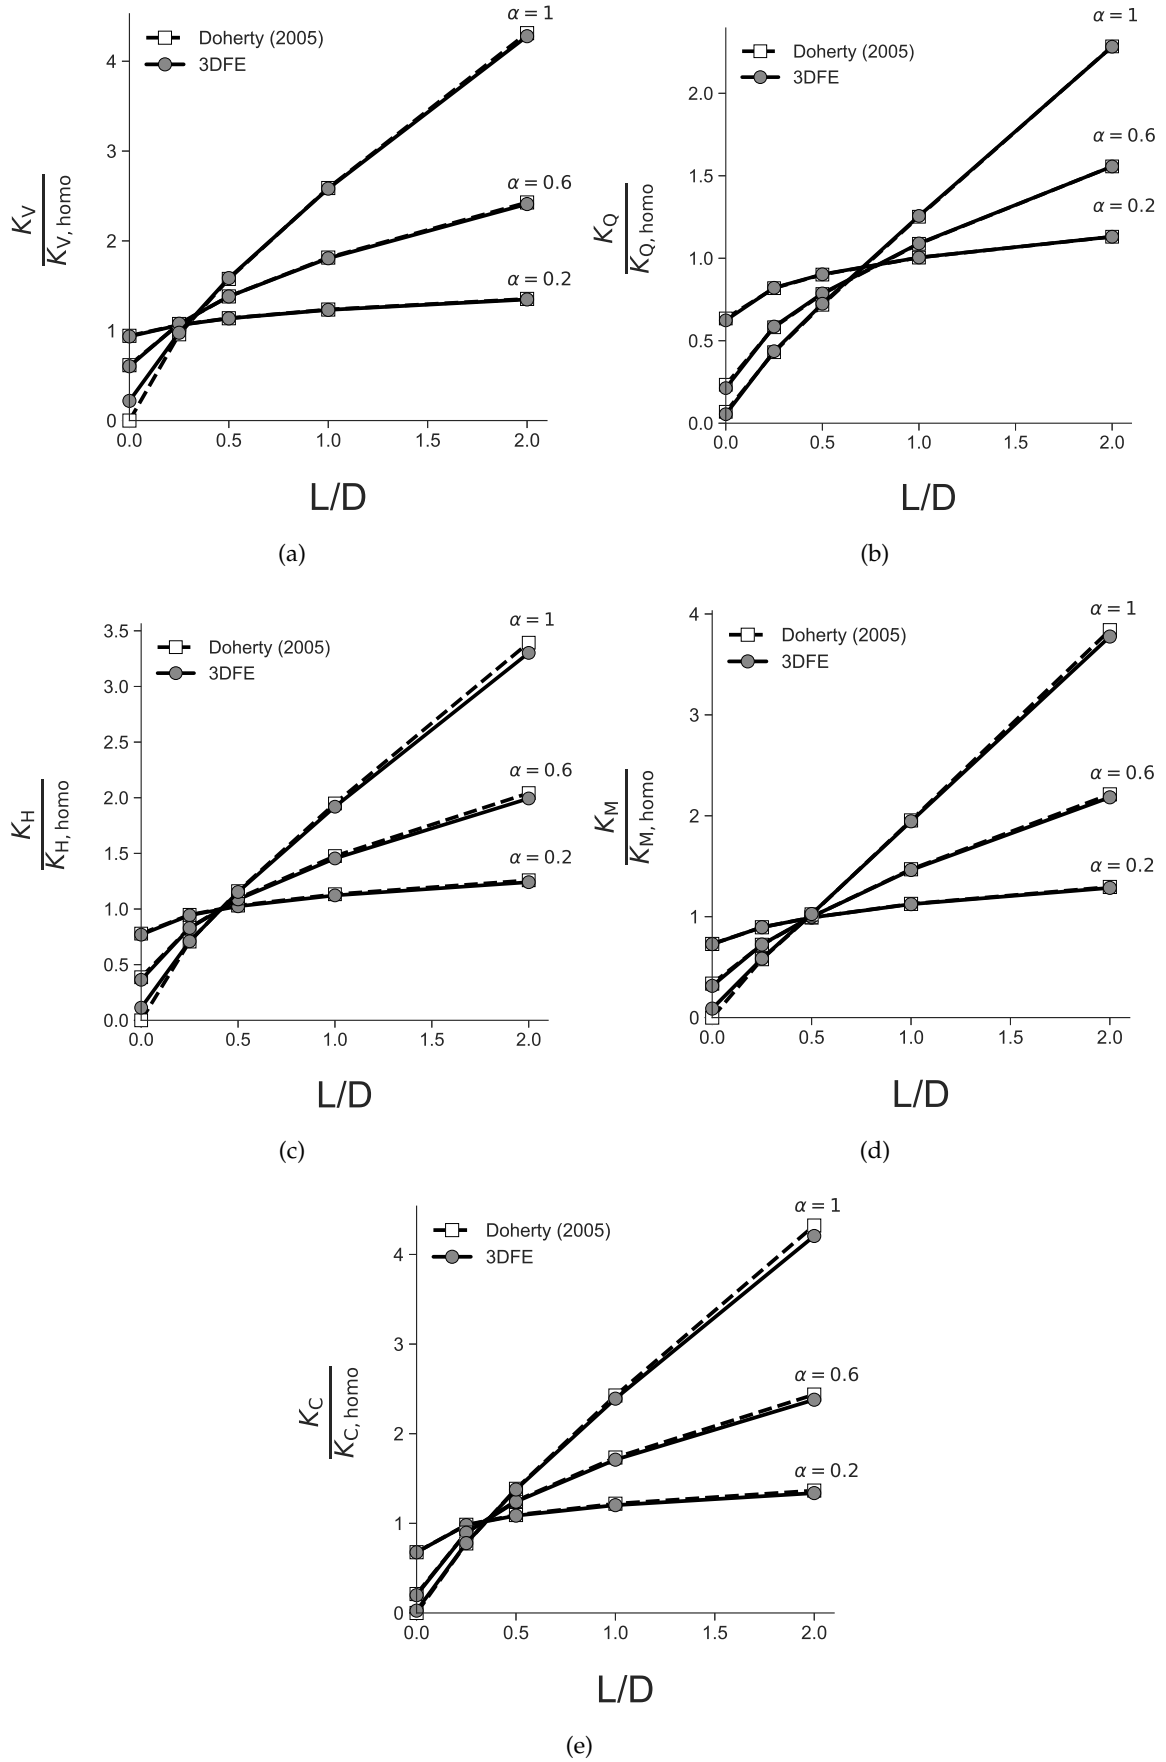 α = 1
Doherty (2005)
3DFE
4
3
α = 0.6
2
α = 0.2
1
0
K_V
K_V, homo
0.0 0.5 1.0 1.5 2.0
L/D
(a)
α = 1
Doherty (2005)
3DFE
2.0
α = 0.6
1.5
α = 0.2
1.0
0.5
0.0
K_Q
K_Q, homo
0.0 0.5 1.0 1.5 2.0
L/D
(b)
α = 1
3.5
Doherty (2005)
3DFE
3.0
2.5
α = 0.6
2.0
1.5
α = 0.2
1.0
0.5
0.0
K_H
K_H, homo
0.0 0.5 1.0 1.5 2.0
L/D
(c)
α = 1
4
Doherty (2005)
3DFE
3
α = 0.6
2
α = 0.2
1
0
K_M
K_M, homo
0.0 0.5 1.0 1.5 2.0
L/D
(d)
α = 1
Doherty (2005)
3DFE
4
3
α = 0.6
2
α = 0.2
1
0
K_C
K_C, homo
0.0 0.5 1.0 1.5 2.0
L/D
(e)